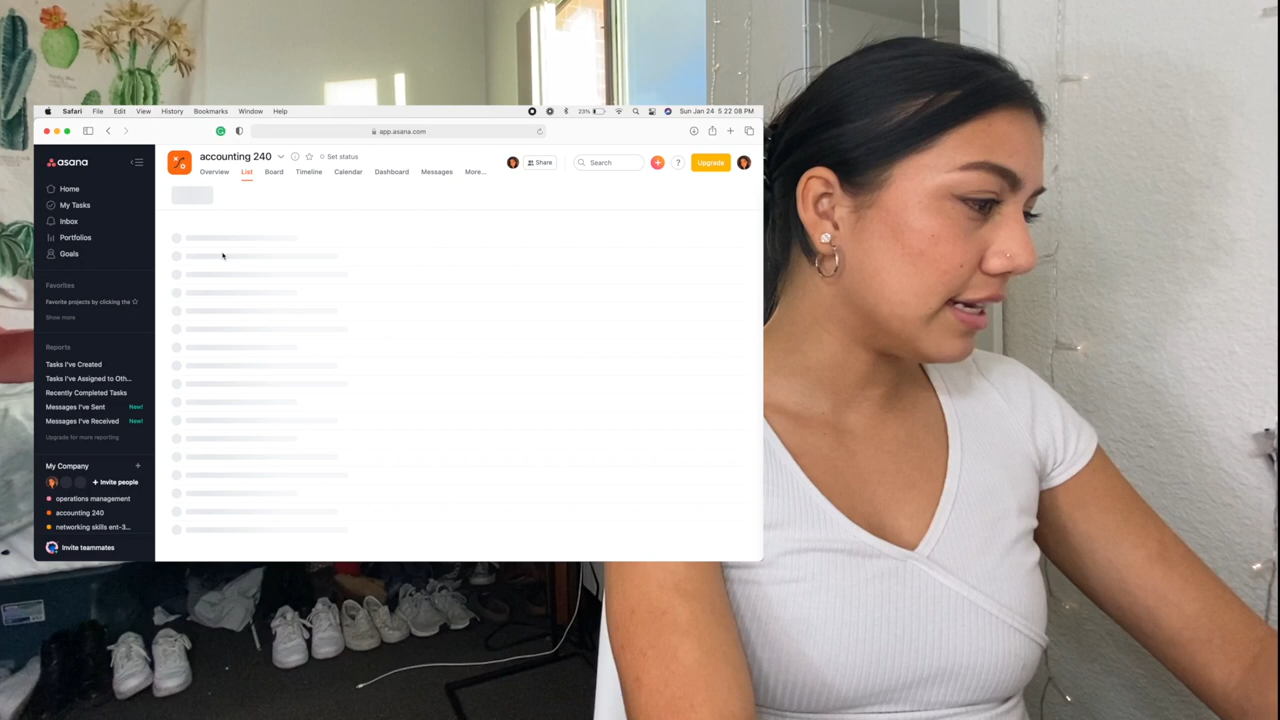 Safari File Edit View History Bookmarks Window Help 23% Sun Jan 24 5 22 08 PM
app.asana.com
asana
Home
My Tasks
Inbox
Portfolios
Goals
Favorites
Favorite projects by clicking the
Show more
Reports
Tasks I've Created
Tasks I've Assigned to Oth...
Recently Completed Tasks
Messages I've Sent New!
Messages I've Received New!
Upgrade for more reporting
My Company +
+ Invite people
operations management
accounting 240
networking skills ent-3...
Invite teammates
accounting 240 Set status
Overview List Board Timeline Calendar Dashboard Messages More...
Share Search + ? Upgrade